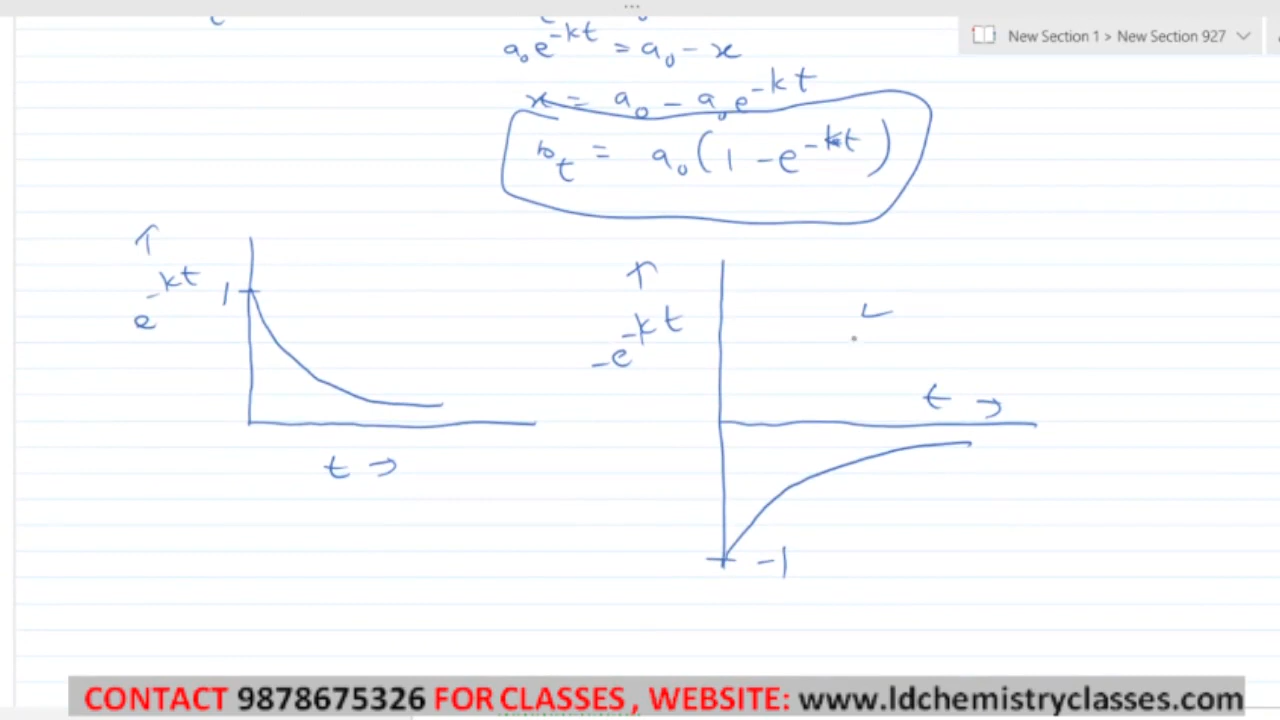 New Section 1 > New Section 927
a₀e^-kt = a₀ - x
x = a₀ - a₀e^-kt
b_t = a₀(1 - e^-kt)
↑
e^-kt
1
t →
↑
-e^-kt
t →
-1
CONTACT 9878675326 FOR CLASSES , WEBSITE: www.ldchemistryclasses.com